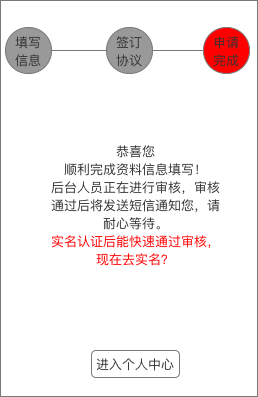 填写
信息
签订
协议
申请
完成
恭喜您
顺利完成资料信息填写！
后台人员正在进行审核，审核
通过后将发送短信通知您，请
耐心等待。
实名认证后能快速通过审核，
现在去实名？
进入个人中心